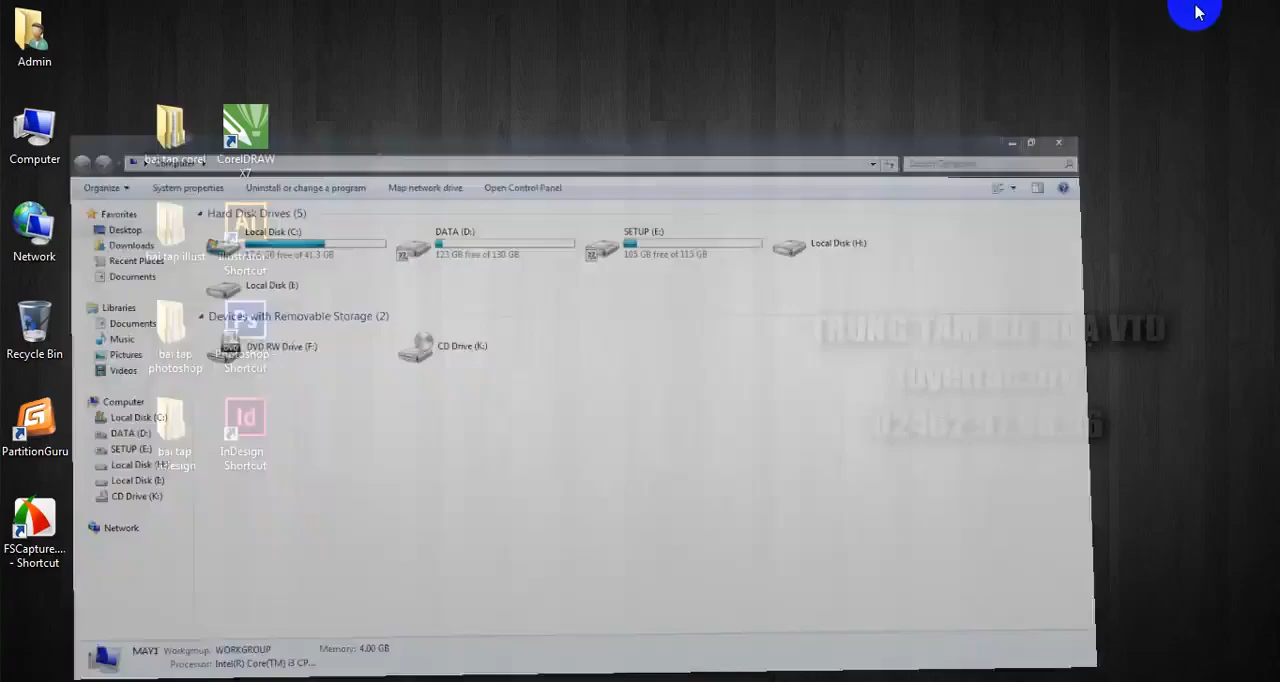 Admin
Computer
Network
Recycle Bin
PartitionGuru
FSCapture....
- Shortcut
bai tap corel
CorelDRAW
X7
bai tap illust
Illustrator
Shortcut
bai tap
photoshop
Photoshop -
Shortcut
bai tap
InDesign
Shortcut
Computer
Search Computer
Organize
System properties
Uninstall or change a program
Map network drive
Open Control Panel
Favorites
Desktop
Downloads
Recent Places
Documents
Libraries
Documents
Music
Pictures
Videos
Computer
Local Disk (C:)
DATA (D:)
SETUP (E:)
Local Disk (H:)
Local Disk (I:)
CD Drive (K:)
Network
Hard Disk Drives (5)
Local Disk (C:)
GB free of 41.3 GB
DATA (D:)
123 GB free of 130 GB
SETUP (E:)
105 GB free of 115 GB
Local Disk (H:)
Local Disk (I:)
Devices with Removable Storage (2)
DVD RW Drive (F:)
CD Drive (K:)
TRUNG TÂM ĐỒ HỌA VTD
MAY1 Workgroup: WORKGROUP Memory: 4.00 GB
Processor: Intel(R) Core(TM) i3 CP...